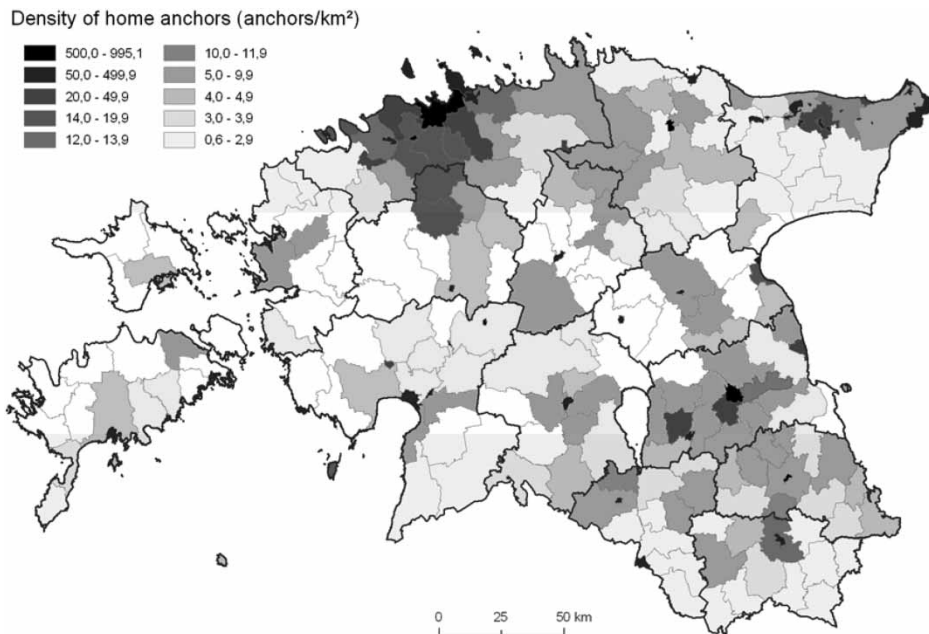 Density of home anchors (anchors/km²)
500,0 - 995,1
50,0 - 499,9
20,0 - 49,9
14,0 - 19,9
12,0 - 13,9
10,0 - 11,9
5,0 - 9,9
4,0 - 4,9
3,0 - 3,9
0,6 - 2,9
0 25 50 km